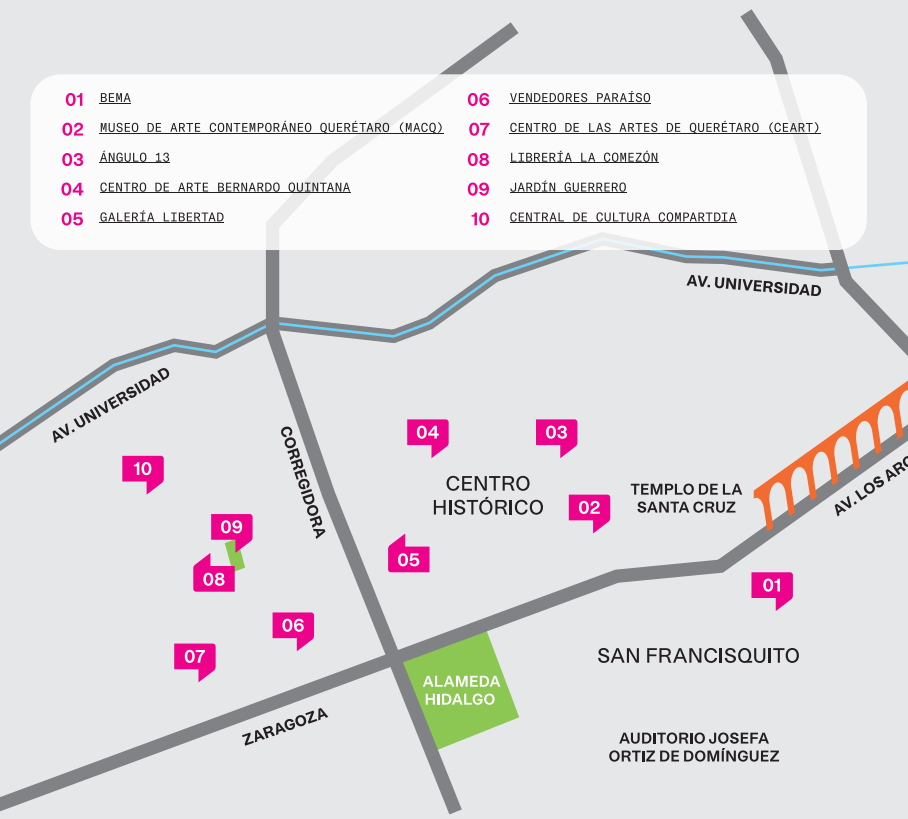 01 BEMA
02 MUSEO DE ARTE CONTEMPORÁNEO QUERÉTARO (MACQ)
03 ÁNGULO 13
04 CENTRO DE ARTE BERNARDO QUINTANA
05 GALERÍA LIBERTAD
06 VENDEDORES PARAÍSO
07 CENTRO DE LAS ARTES DE QUERÉTARO (CEART)
08 LIBRERÍA LA COMEZÓN
09 JARDÍN GUERRERO
10 CENTRAL DE CULTURA COMPARTDIA
AV. UNIVERSIDAD
AV. UNIVERSIDAD
CORREGIDORA
04
03
10
CENTRO
HISTÓRICO
TEMPLO DE LA
SANTA CRUZ
AV. LOS ARC
02
09
05
08
01
06
07
SAN FRANCISQUITO
ALAMEDA
HIDALGO
ZARAGOZA
AUDITORIO JOSEFA
ORTIZ DE DOMÍNGUEZ